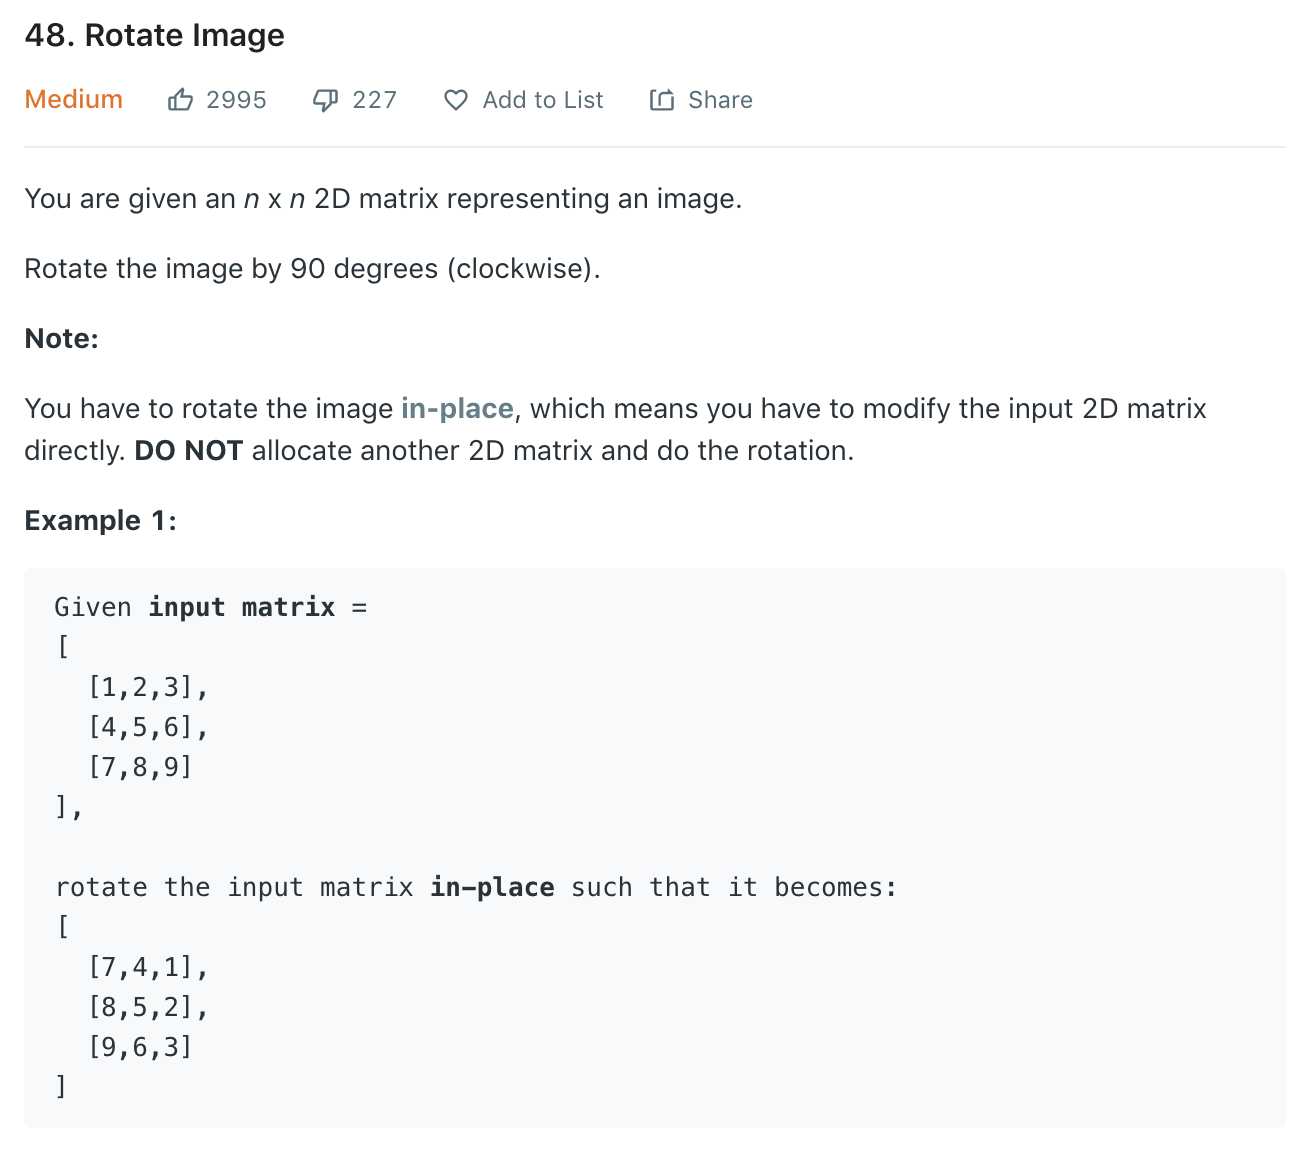 48. Rotate Image
Medium 2995 227 Add to List Share
You are given an n x n 2D matrix representing an image.
Rotate the image by 90 degrees (clockwise).
Note:
You have to rotate the image in-place, which means you have to modify the input 2D matrix
directly. DO NOT allocate another 2D matrix and do the rotation.
Example 1:
Given input matrix =
[
  [1,2,3],
  [4,5,6],
  [7,8,9]
],
rotate the input matrix in-place such that it becomes:
[
  [7,4,1],
  [8,5,2],
  [9,6,3]
]